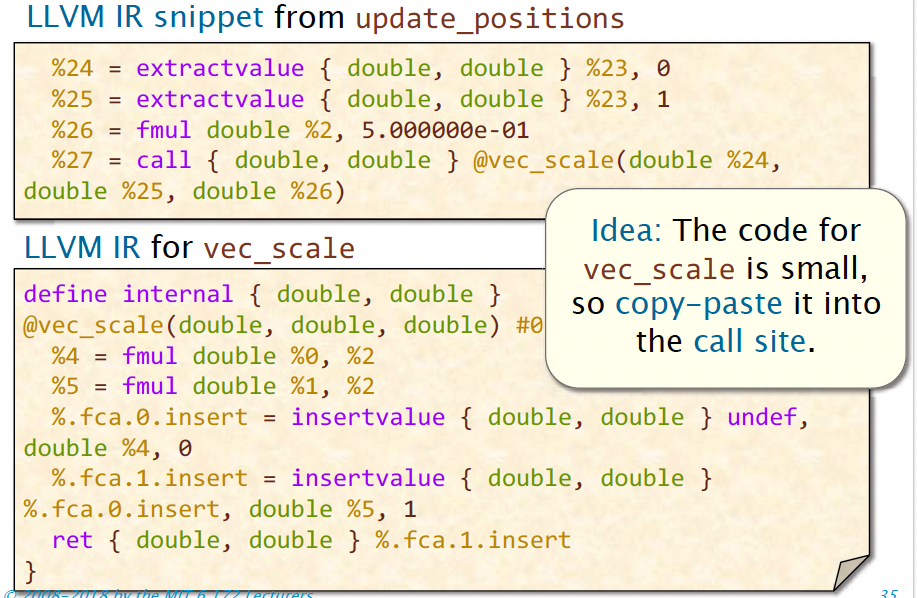 LLVM IR snippet from update_positions
%24 = extractvalue { double, double } %23, 0
%25 = extractvalue { double, double } %23, 1
%26 = fmul double %2, 5.000000e-01
%27 = call { double, double } @vec_scale(double %24,
double %25, double %26)
Idea: The code for
vec_scale is small,
so copy-paste it into
the call site.
LLVM IR for vec_scale
define internal { double, double }
@vec_scale(double, double, double) #0
%4 = fmul double %0, %2
%5 = fmul double %1, %2
%.fca.0.insert = insertvalue { double, double } undef,
double %4, 0
%.fca.1.insert = insertvalue { double, double }
%.fca.0.insert, double %5, 1
ret { double, double } %.fca.1.insert
}
© 2008–2018 by the MIT 6.172 Lecturers
35